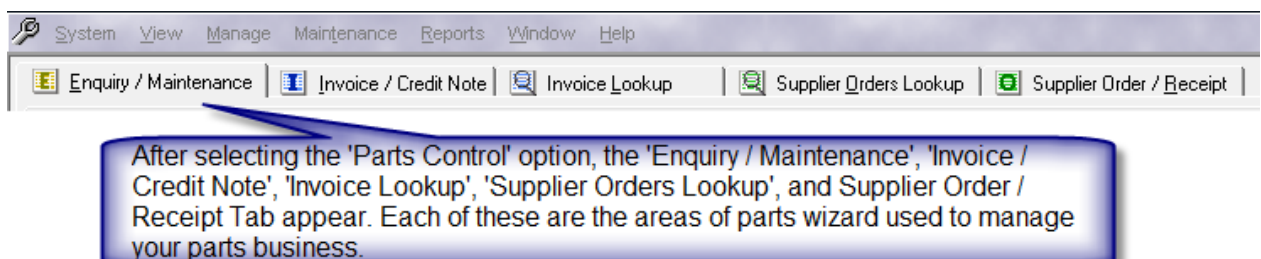 System View Manage Maintenance Reports Window Help
E Enquiry / Maintenance I Invoice / Credit Note Invoice Lookup Supplier Orders Lookup O Supplier Order / Receipt
After selecting the 'Parts Control' option, the 'Enquiry / Maintenance', 'Invoice /
Credit Note', 'Invoice Lookup', 'Supplier Orders Lookup', and Supplier Order /
Receipt Tab appear. Each of these are the areas of parts wizard used to manage
your parts business.